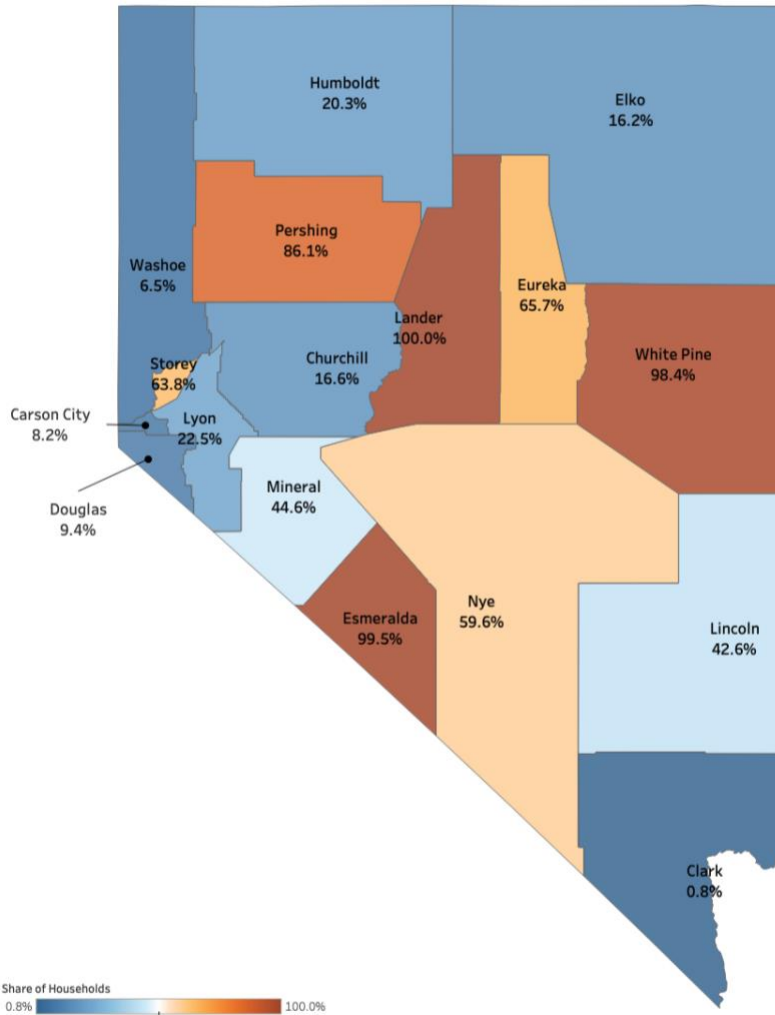 Humboldt
20.3%
Elko
16.2%
Pershing
86.1%
Washoe
6.5%
Eureka
65.7%
Lander
100.0%
Churchill
16.6%
White Pine
98.4%
Storey
63.8%
Carson City
8.2%
Lyon
22.5%
Douglas
9.4%
Mineral
44.6%
Nye
59.6%
Esmeralda
99.5%
Lincoln
42.6%
Clark
0.8%
Share of Households
0.8% 100.0%